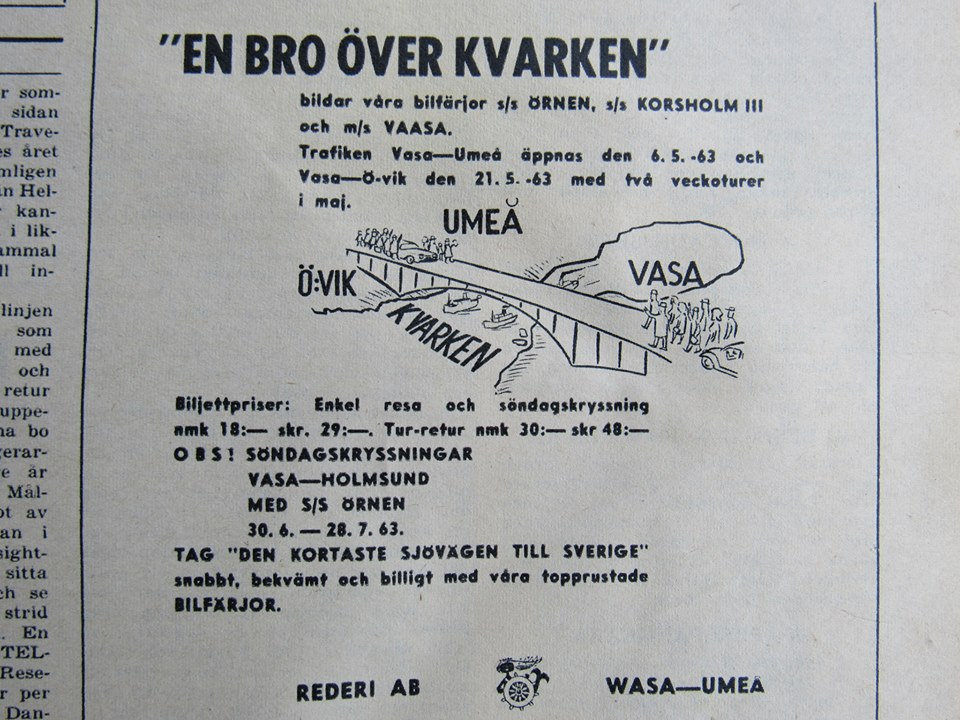 r som-
sidan
Trave-
es året
mligen
in Hel-
r kan-
i lik-
ammal
ll in-
linjen
som
med
och
retur
uppe-
na bo
gerar-
e är
Mål-
ot av
an i
sight-
sitta
ch se
strid
. En
TEL-
Rese-
r per
Dan-
"EN BRO ÖVER KVARKEN"
bildar våra bilfärjor s/s ÖRNEN, s/s KORSHOLM III
och m/s VAASA.
Trafiken Vasa—Umeå äppnas den 6. 5. -63 och
Vasa—Ö-vik den 21. 5. -63 med två veckoturer
i maj.
UMEÅ
VASA
Ö:VIK
KVARKEN
Biljettpriser: Enkel resa och söndagskryssning
nmk 18:— skr. 29:—. Tur-retur nmk 30:— skr 48:—
OBS! SÖNDAGSKRYSSNINGAR
VASA—HOLMSUND
MED S/S ÖRNEN
30. 6. — 28. 7. 63.
TAG "DEN KORTASTE SJÖVÄGEN TILL SVERIGE"
snabbt, bekvämt och billigt med våra topprustade
BILFÄRJOR.
REDERI AB WASA—UMEÅ